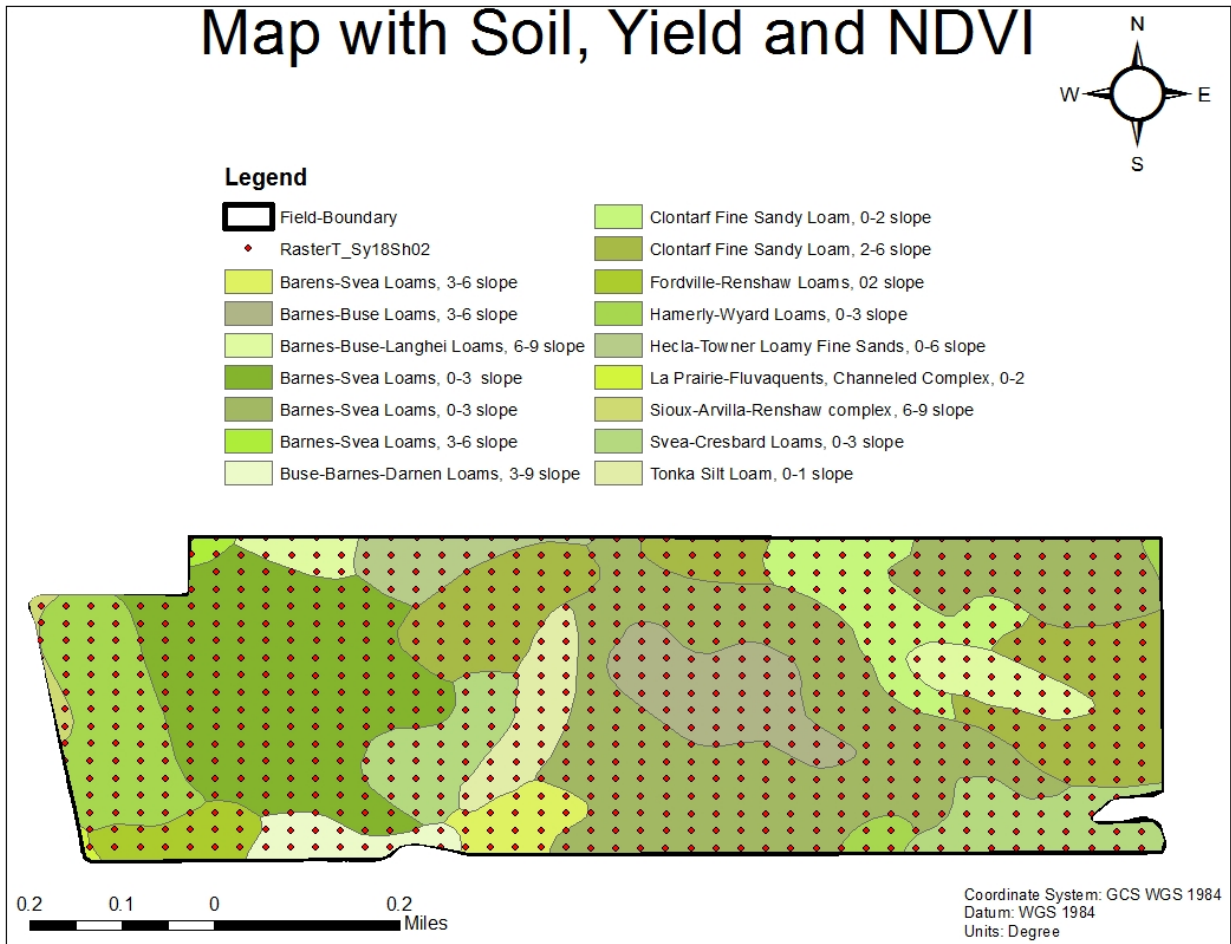 Map with Soil, Yield and NDVI
N
W
E
S
Legend
Field-Boundary
RasterT_Sy18Sh02
Barens-Svea Loams, 3-6 slope
Barnes-Buse Loams, 3-6 slope
Barnes-Buse-Langhei Loams, 6-9 slope
Barnes-Svea Loams, 0-3 slope
Barnes-Svea Loams, 0-3 slope
Barnes-Svea Loams, 3-6 slope
Buse-Barnes-Darnen Loams, 3-9 slope
Clontarf Fine Sandy Loam, 0-2 slope
Clontarf Fine Sandy Loam, 2-6 slope
Fordville-Renshaw Loams, 02 slope
Hamerly-Wyard Loams, 0-3 slope
Hecla-Towner Loamy Fine Sands, 0-6 slope
La Prairie-Fluvaquents, Channeled Complex, 0-2
Sioux-Arvilla-Renshaw complex, 6-9 slope
Svea-Cresbard Loams, 0-3 slope
Tonka Silt Loam, 0-1 slope
0.2 0.1 0 0.2
Miles
Coordinate System: GCS WGS 1984
Datum: WGS 1984
Units: Degree